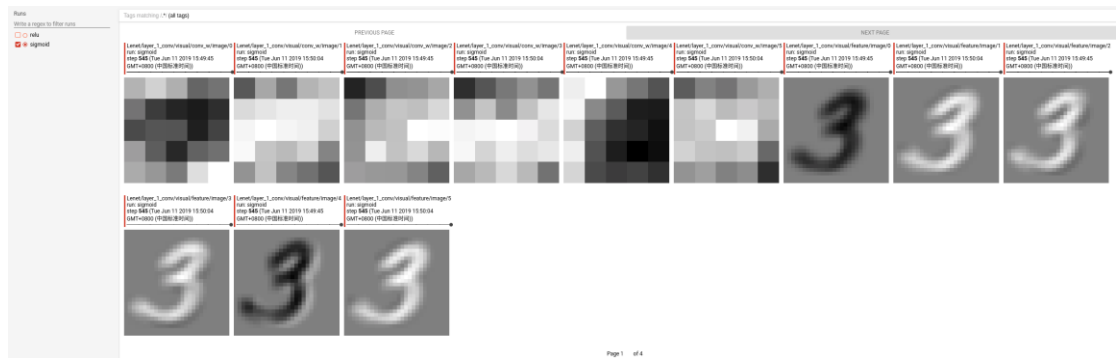 Runs
Write a regex to filter runs
relu
sigmoid
Tags matching /.*/ (all tags)
PREVIOUS PAGE
NEXT PAGE
Lenet/layer_1_conv/visual/conv_w/image/0
run: sigmoid
step 545 (Tue Jun 11 2019 15:49:45
GMT+0800 (中国标准时间))
Lenet/layer_1_conv/visual/conv_w/image/1
run: sigmoid
step 545 (Tue Jun 11 2019 15:50:04
GMT+0800 (中国标准时间))
Lenet/layer_1_conv/visual/conv_w/image/2
run: sigmoid
step 545 (Tue Jun 11 2019 15:49:45
GMT+0800 (中国标准时间))
Lenet/layer_1_conv/visual/conv_w/image/3
run: sigmoid
step 545 (Tue Jun 11 2019 15:50:04
GMT+0800 (中国标准时间))
Lenet/layer_1_conv/visual/conv_w/image/4
run: sigmoid
step 545 (Tue Jun 11 2019 15:49:45
GMT+0800 (中国标准时间))
Lenet/layer_1_conv/visual/conv_w/image/5
run: sigmoid
step 545 (Tue Jun 11 2019 15:50:04
GMT+0800 (中国标准时间))
Lenet/layer_1_conv/visual/feature/image/0
run: sigmoid
step 545 (Tue Jun 11 2019 15:49:45
GMT+0800 (中国标准时间))
Lenet/layer_1_conv/visual/feature/image/1
run: sigmoid
step 545 (Tue Jun 11 2019 15:50:04
GMT+0800 (中国标准时间))
Lenet/layer_1_conv/visual/feature/image/2
run: sigmoid
step 545 (Tue Jun 11 2019 15:49:45
GMT+0800 (中国标准时间))
Lenet/layer_1_conv/visual/feature/image/3
run: sigmoid
step 545 (Tue Jun 11 2019 15:50:04
GMT+0800 (中国标准时间))
Lenet/layer_1_conv/visual/feature/image/4
run: sigmoid
step 545 (Tue Jun 11 2019 15:49:45
GMT+0800 (中国标准时间))
Lenet/layer_1_conv/visual/feature/image/5
run: sigmoid
step 545 (Tue Jun 11 2019 15:50:04
GMT+0800 (中国标准时间))
3 3 3
3 3 3
Page 1 of 4